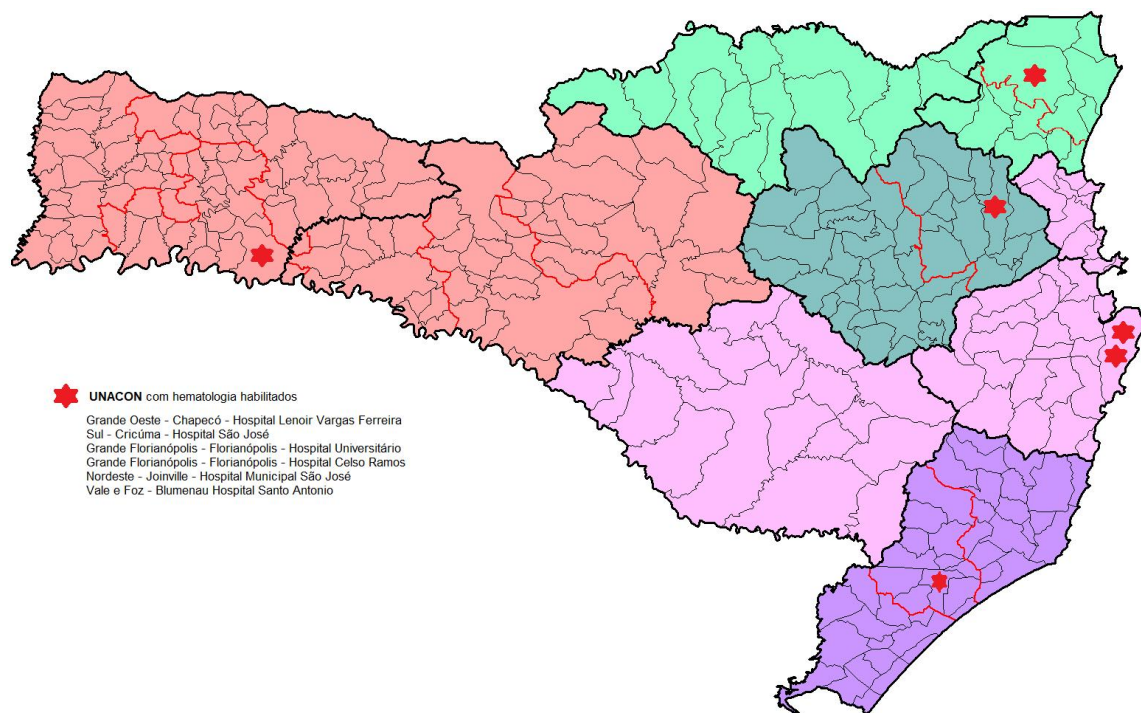 UNACON com hematologia habilitados
Grande Oeste - Chapecó - Hospital Lenoir Vargas Ferreira
Sul - Cricúma - Hospital São José
Grande Florianópolis - Florianópolis - Hospital Universitário
Grande Florianópolis - Florianópolis - Hospital Celso Ramos
Nordeste - Joinville - Hospital Municipal São José
Vale e Foz - Blumenau Hospital Santo Antonio